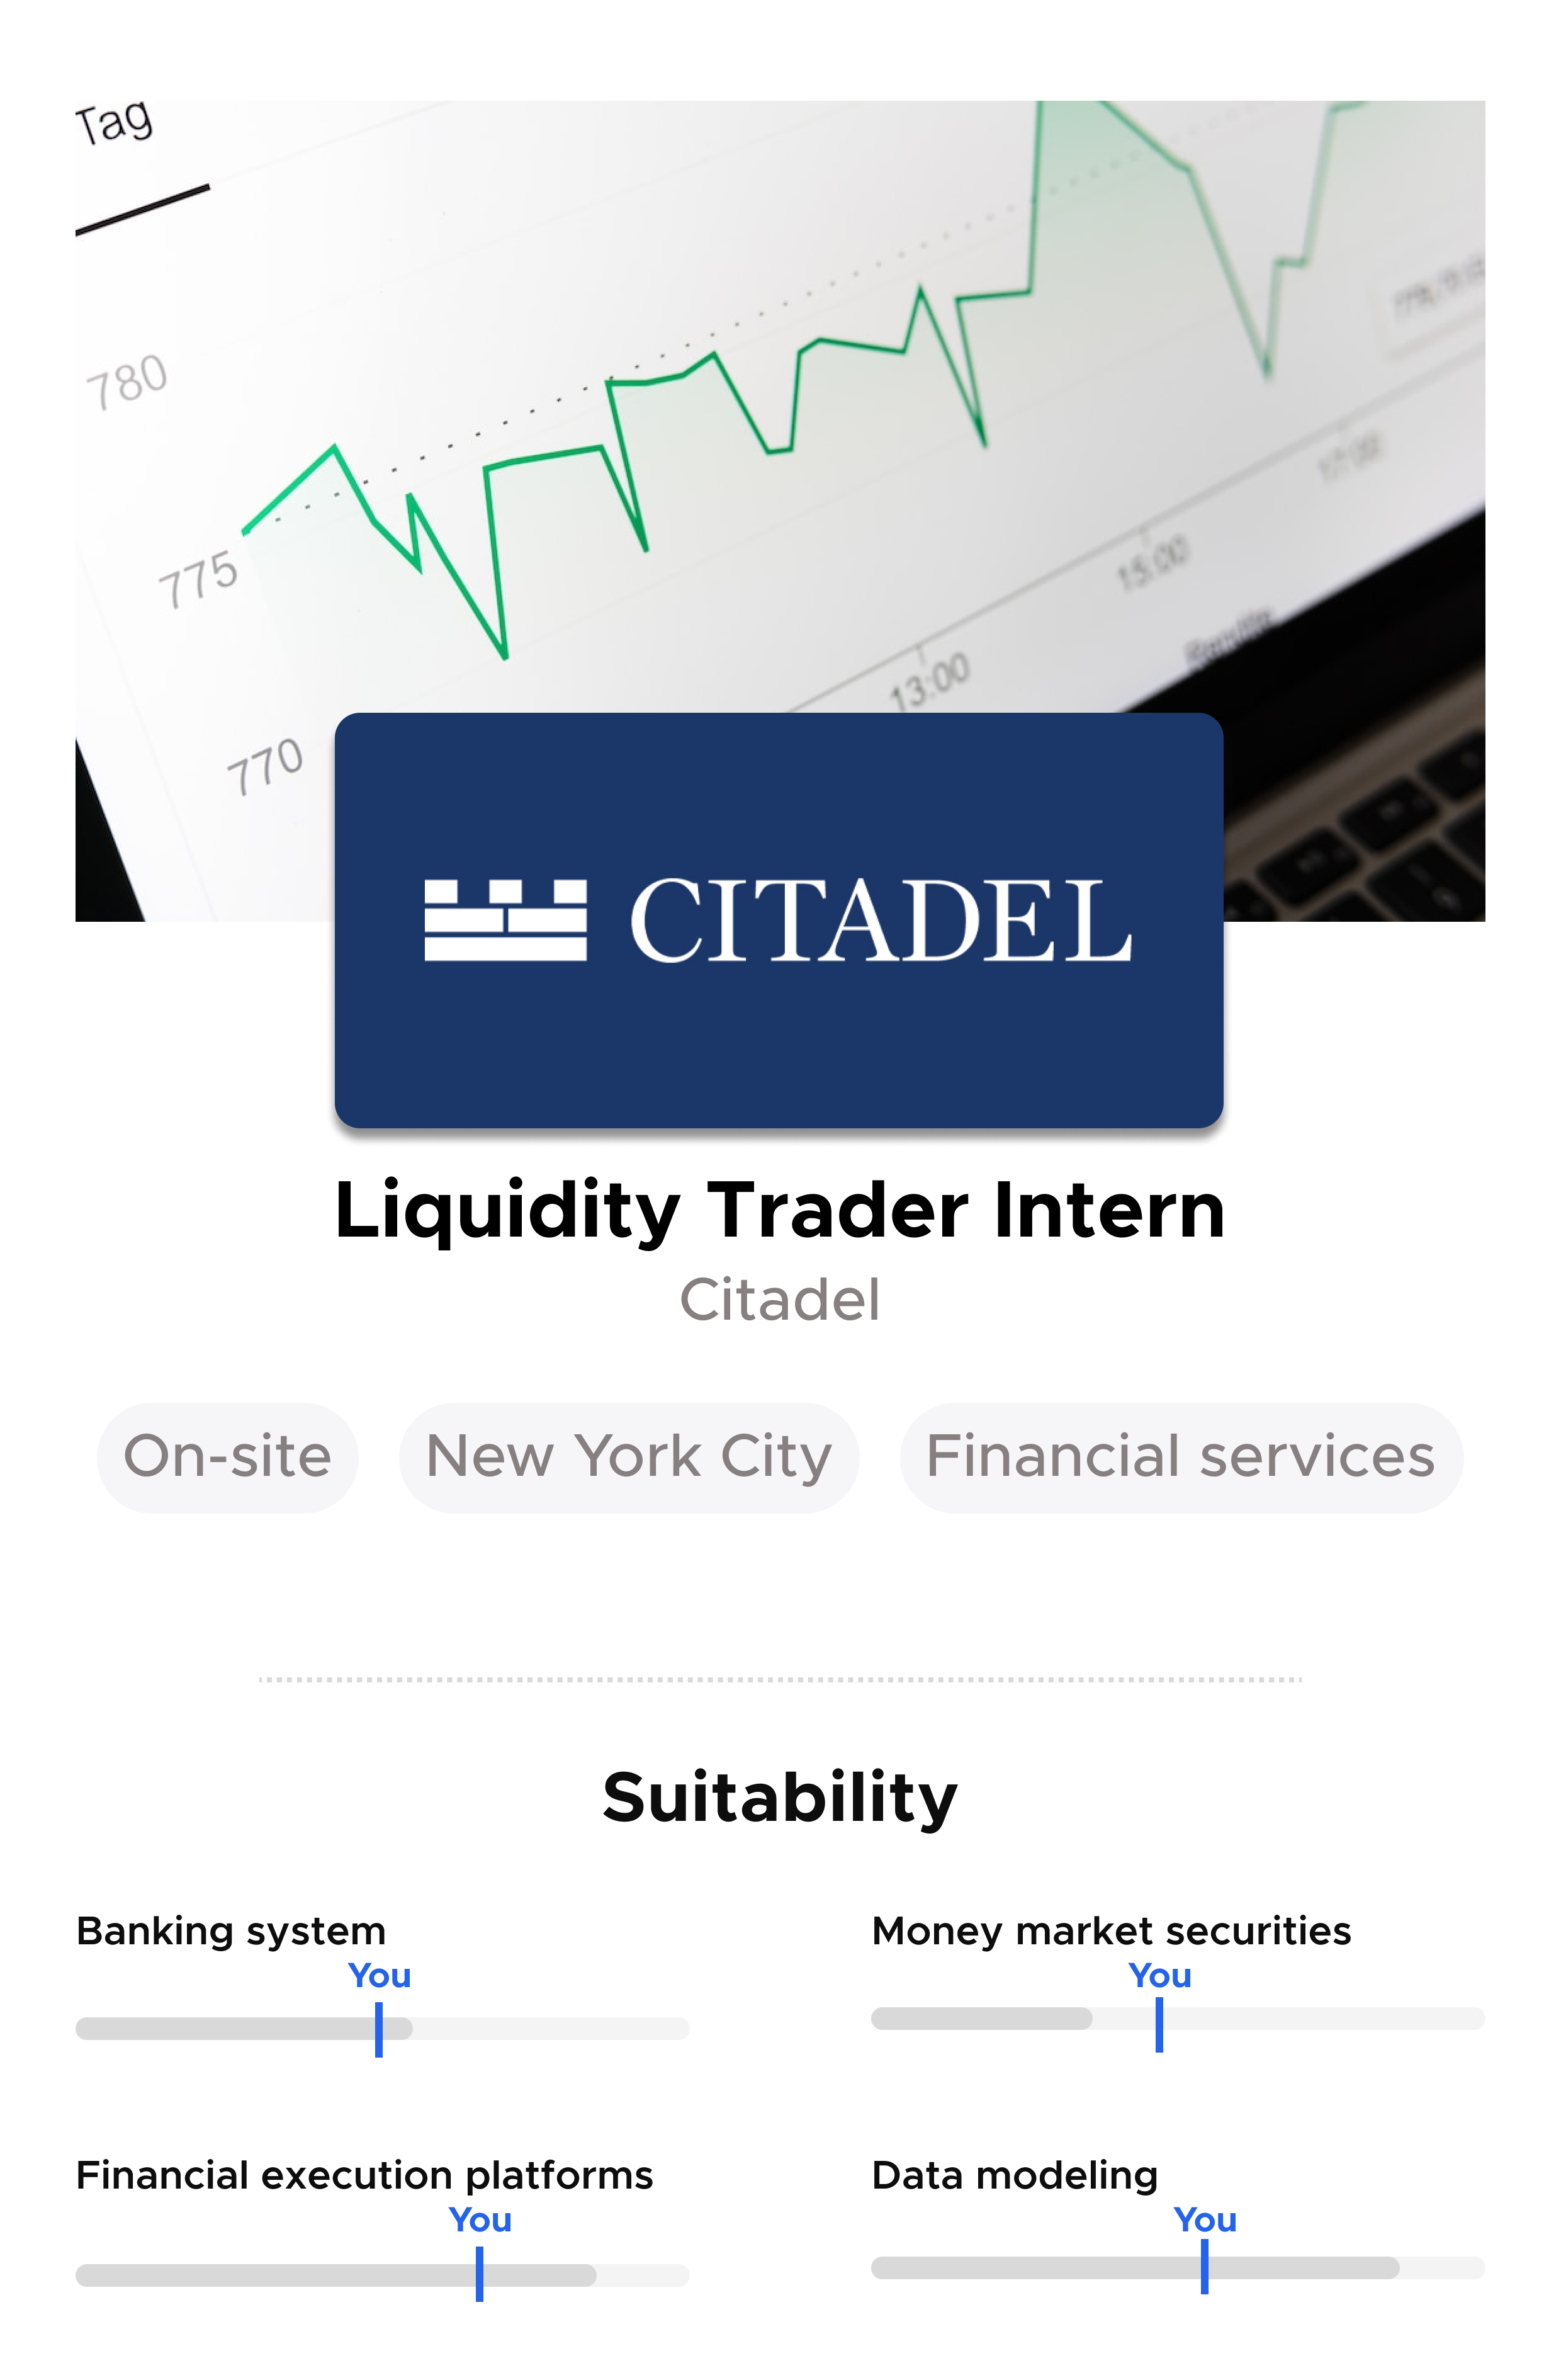 Tag
780
775
770
13:00
15:00
17:00
CITADEL
Liquidity Trader Intern
Citadel
On-site
New York City
Financial services
Suitability
Banking system
You
Money market securities
You
Financial execution platforms
You
Data modeling
You